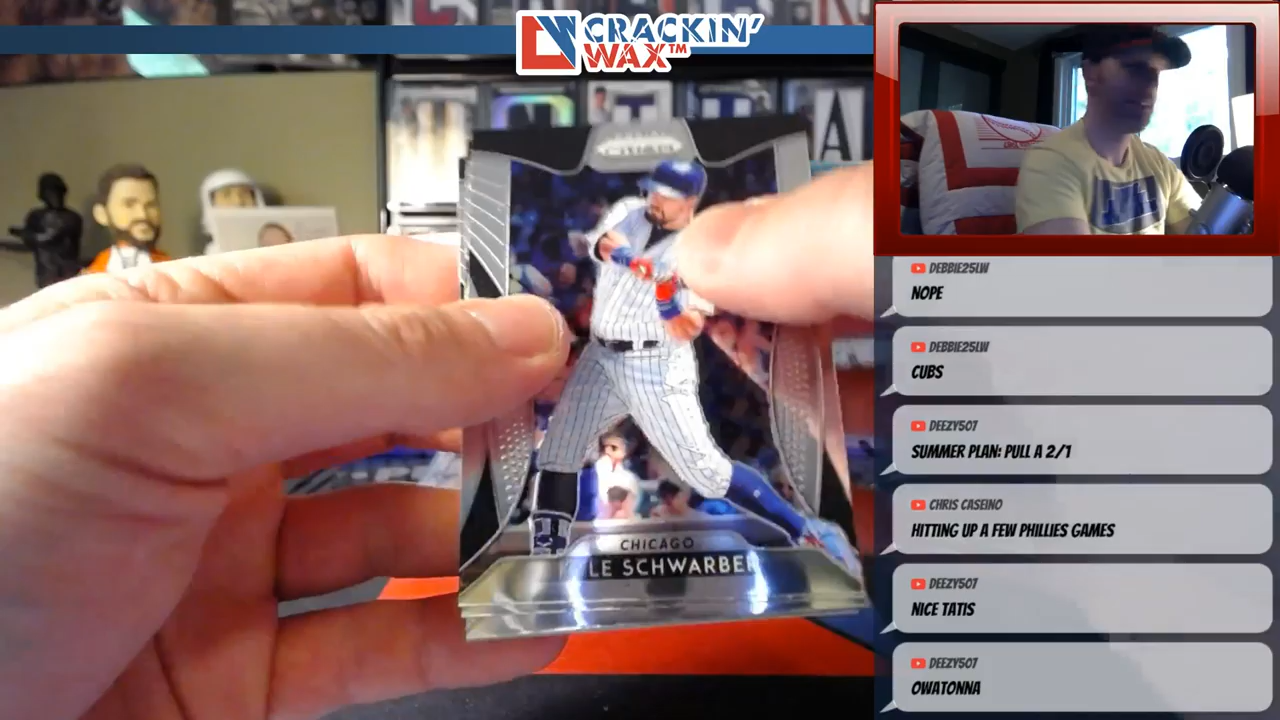 CRACKIN'
WAX™
CHICAGO
LE SCHWARBER
DEBBIE25LW
NOPE
DEBBIE25LW
CUBS
DEEZY507
SUMMER PLAN: PULL A 2/1
CHRIS CASEINO
HITTING UP A FEW PHILLIES GAMES
DEEZY507
NICE TATIS
DEEZY507
OWATONNA